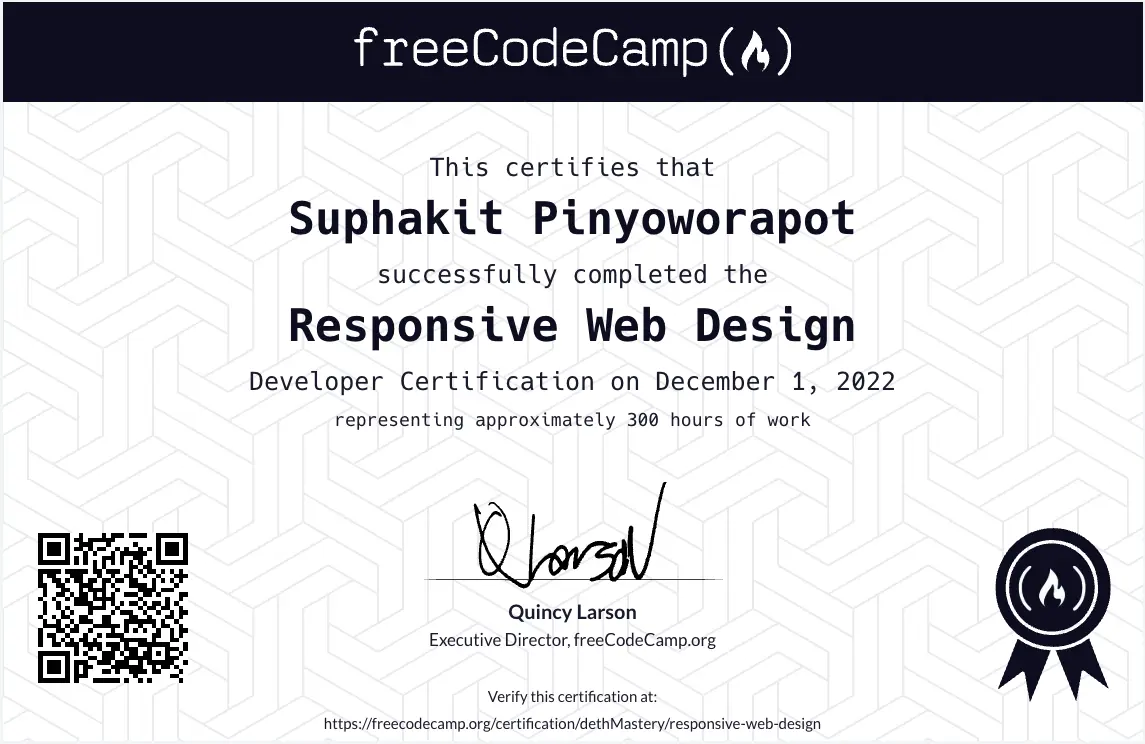 freeCodeCamp
This certifies that
Suphakit Pinyoworapot
successfully completed the
Responsive Web Design
Developer Certification on December 1, 2022
representing approximately 300 hours of work
Q Larson
Quincy Larson
Executive Director, freeCodeCamp.org
Verify this certification at:
https://freecodecamp.org/certification/dethMastery/responsive-web-design